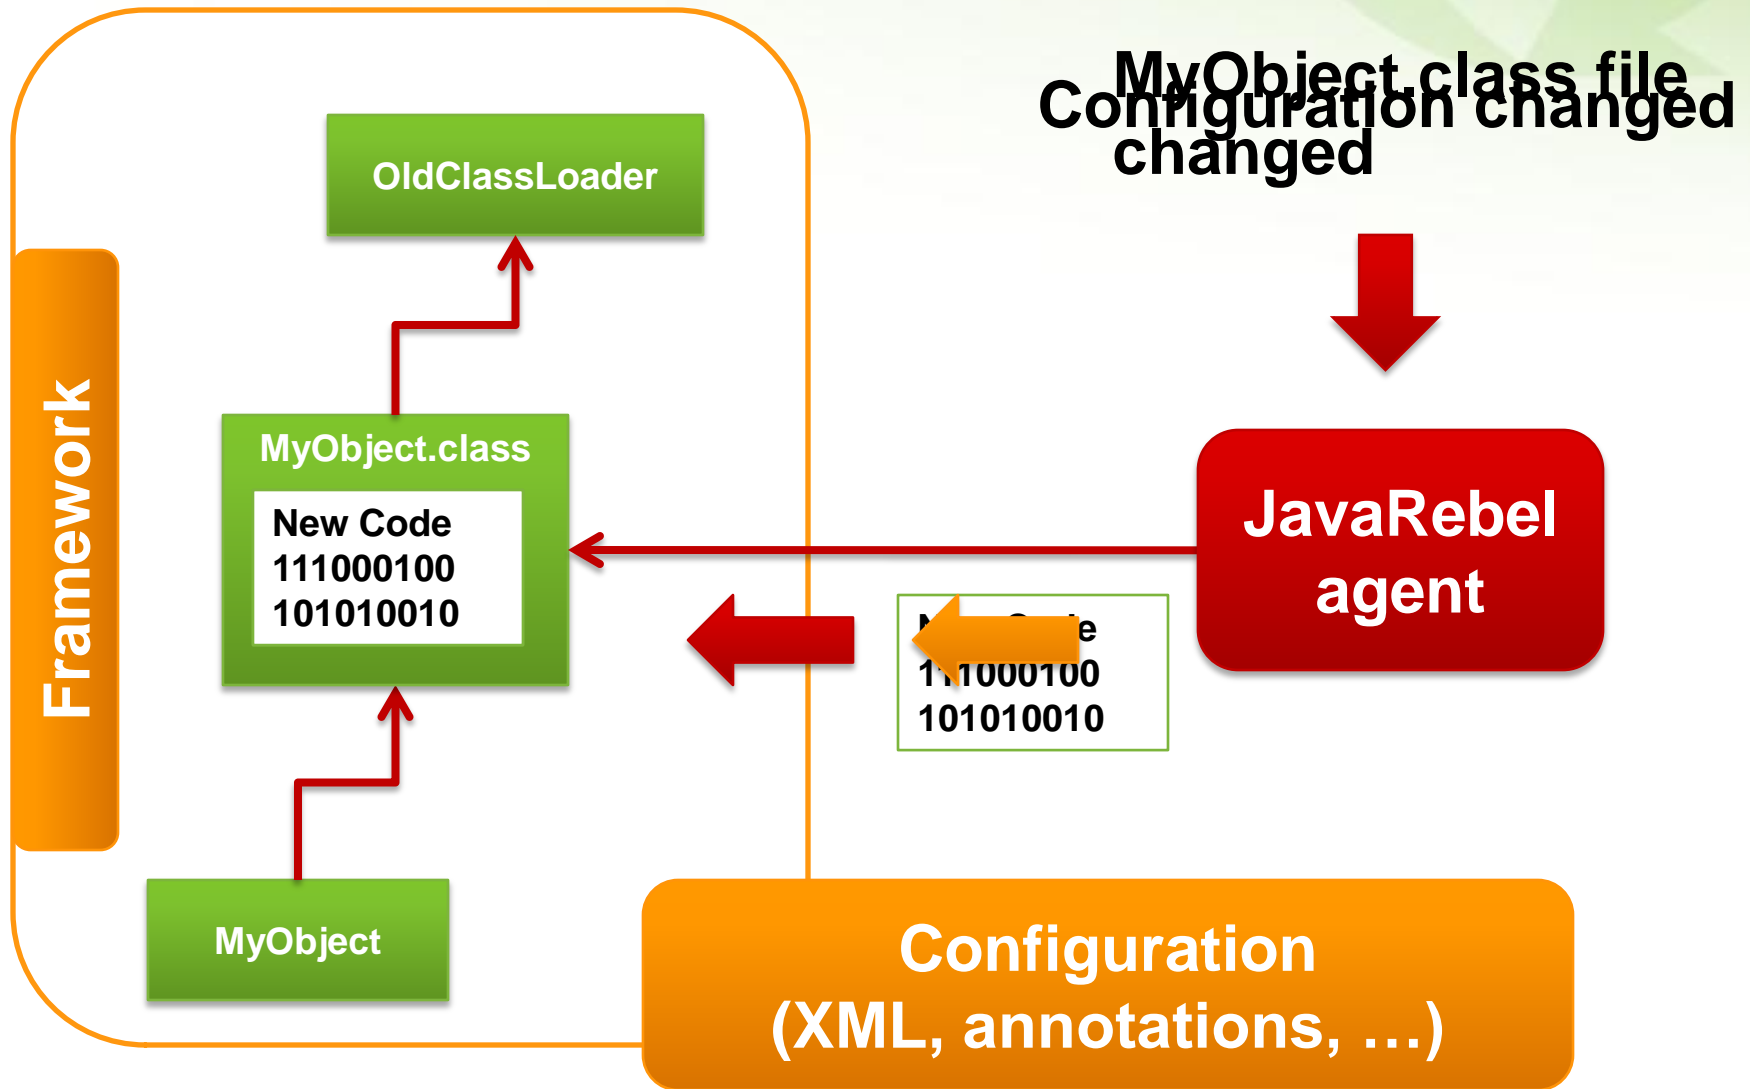 MyObject.class file
changed
Configuration changed
OldClassLoader
Framework
MyObject.class
New Code
111000100
101010010
JavaRebel
agent
111000100
101010010
MyObject
Configuration
(XML, annotations, …)